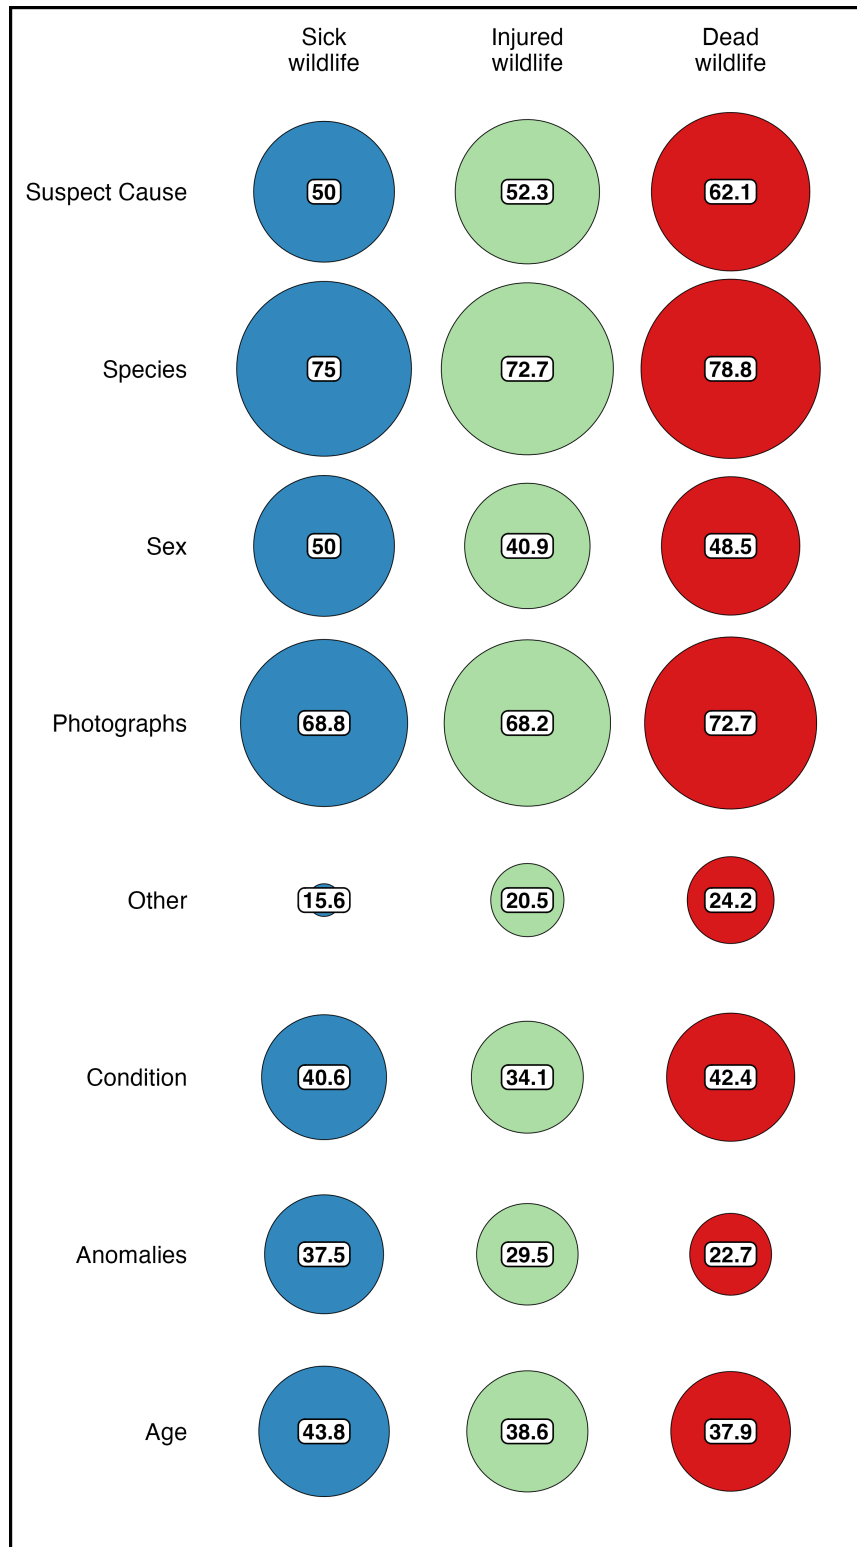 Sick Injured Dead
wildlife wildlife wildlife
Suspect Cause 50 52.3 62.1
Species 75 72.7 78.8
Sex 50 40.9 48.5
Photographs 68.8 68.2 72.7
Other 15.6 20.5 24.2
Condition 40.6 34.1 42.4
Anomalies 37.5 29.5 22.7
Age 43.8 38.6 37.9